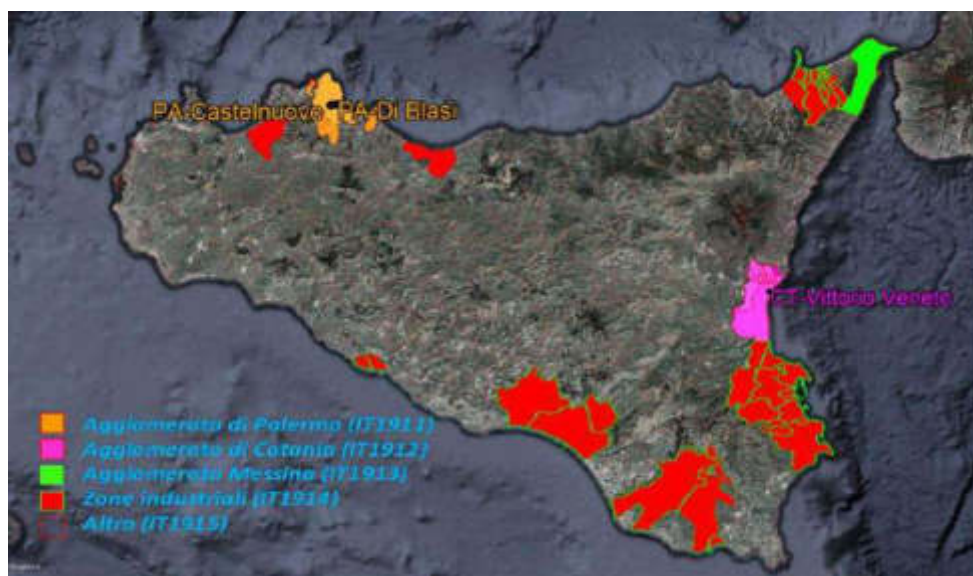 PA-Castelnuovo PA-Di Blasi
CT-Vittorio Veneto
Agglomerato di Palermo (IT1911)
Agglomerato di Catania (IT1912)
Agglomerato Messina (IT1913)
Zone industriali (IT1914)
Altro (IT1915)